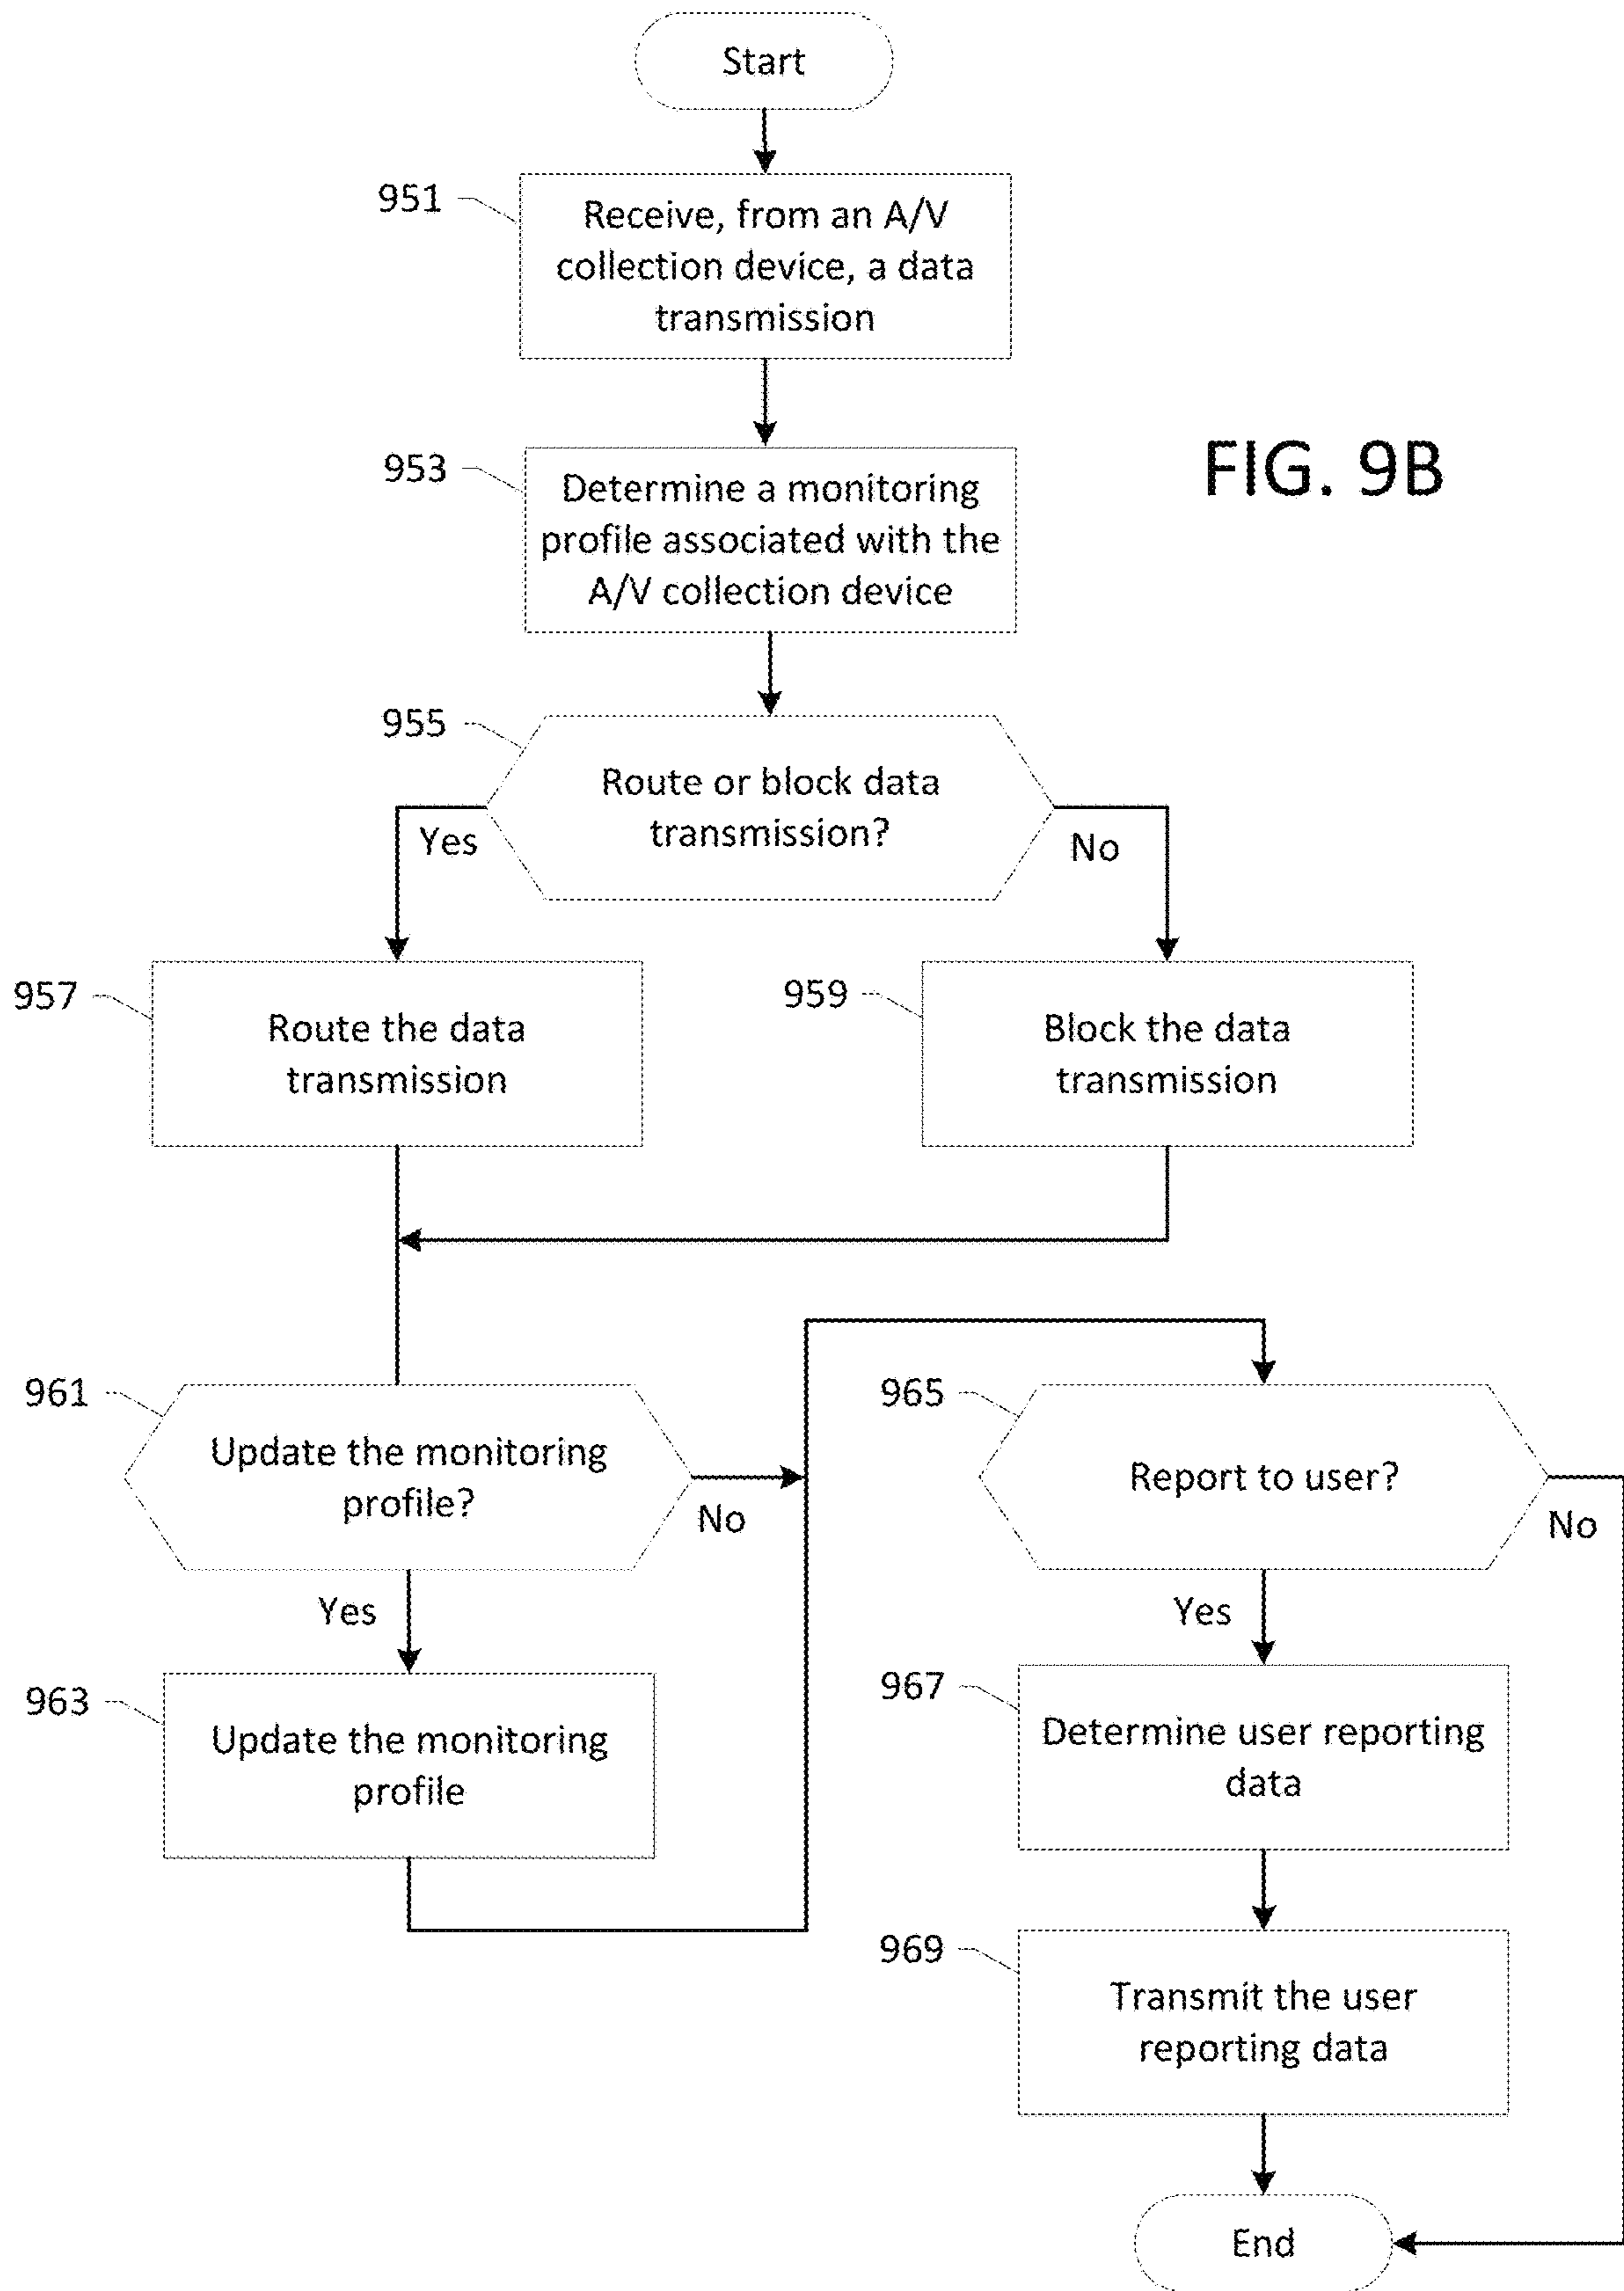 Start
951
Receive, from an A/V
collection device, a data
transmission
953
Determine a monitoring
profile associated with the
A/V collection device
FIG. 9B
955
Route or block data
transmission?
Yes
No
957
Route the data
transmission
959
Block the data
transmission
961
Update the monitoring
profile?
No
Yes
963
Update the monitoring
profile
965
Report to user?
No
Yes
967
Determine user reporting
data
969
Transmit the user
reporting data
End